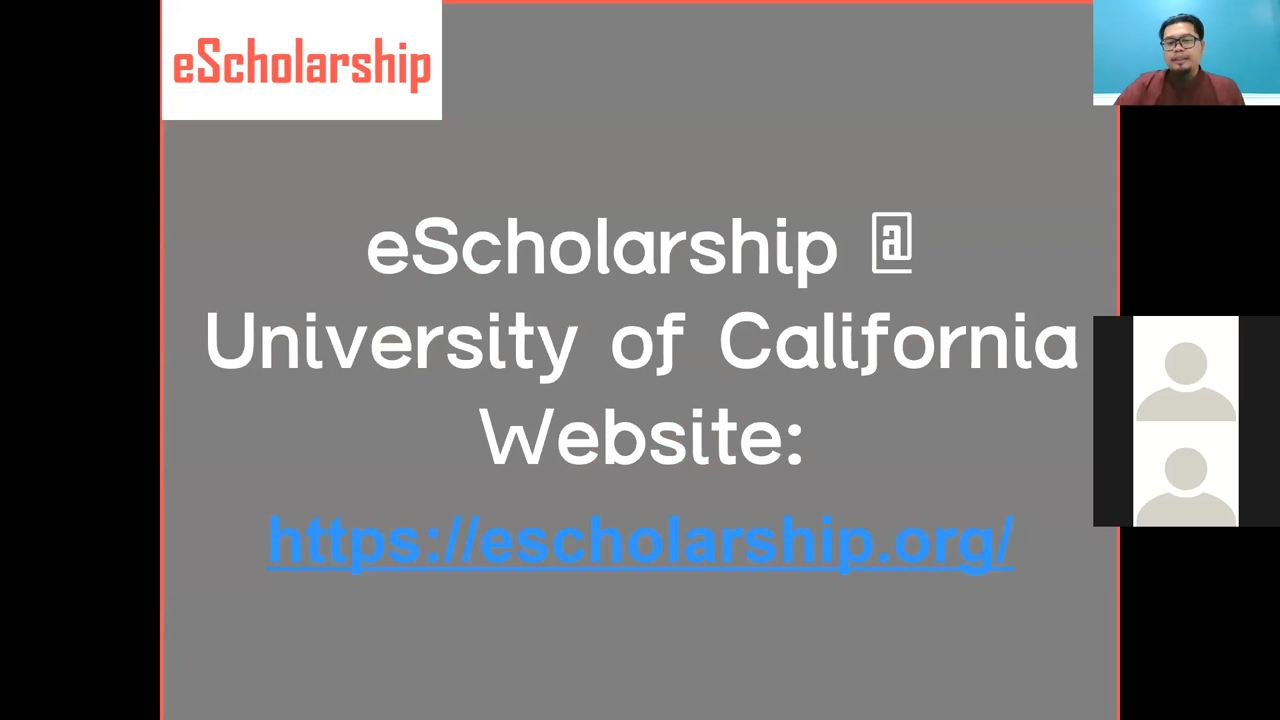 eScholarship
eScholarship @
University of California
Website:
https://escholarship.org/